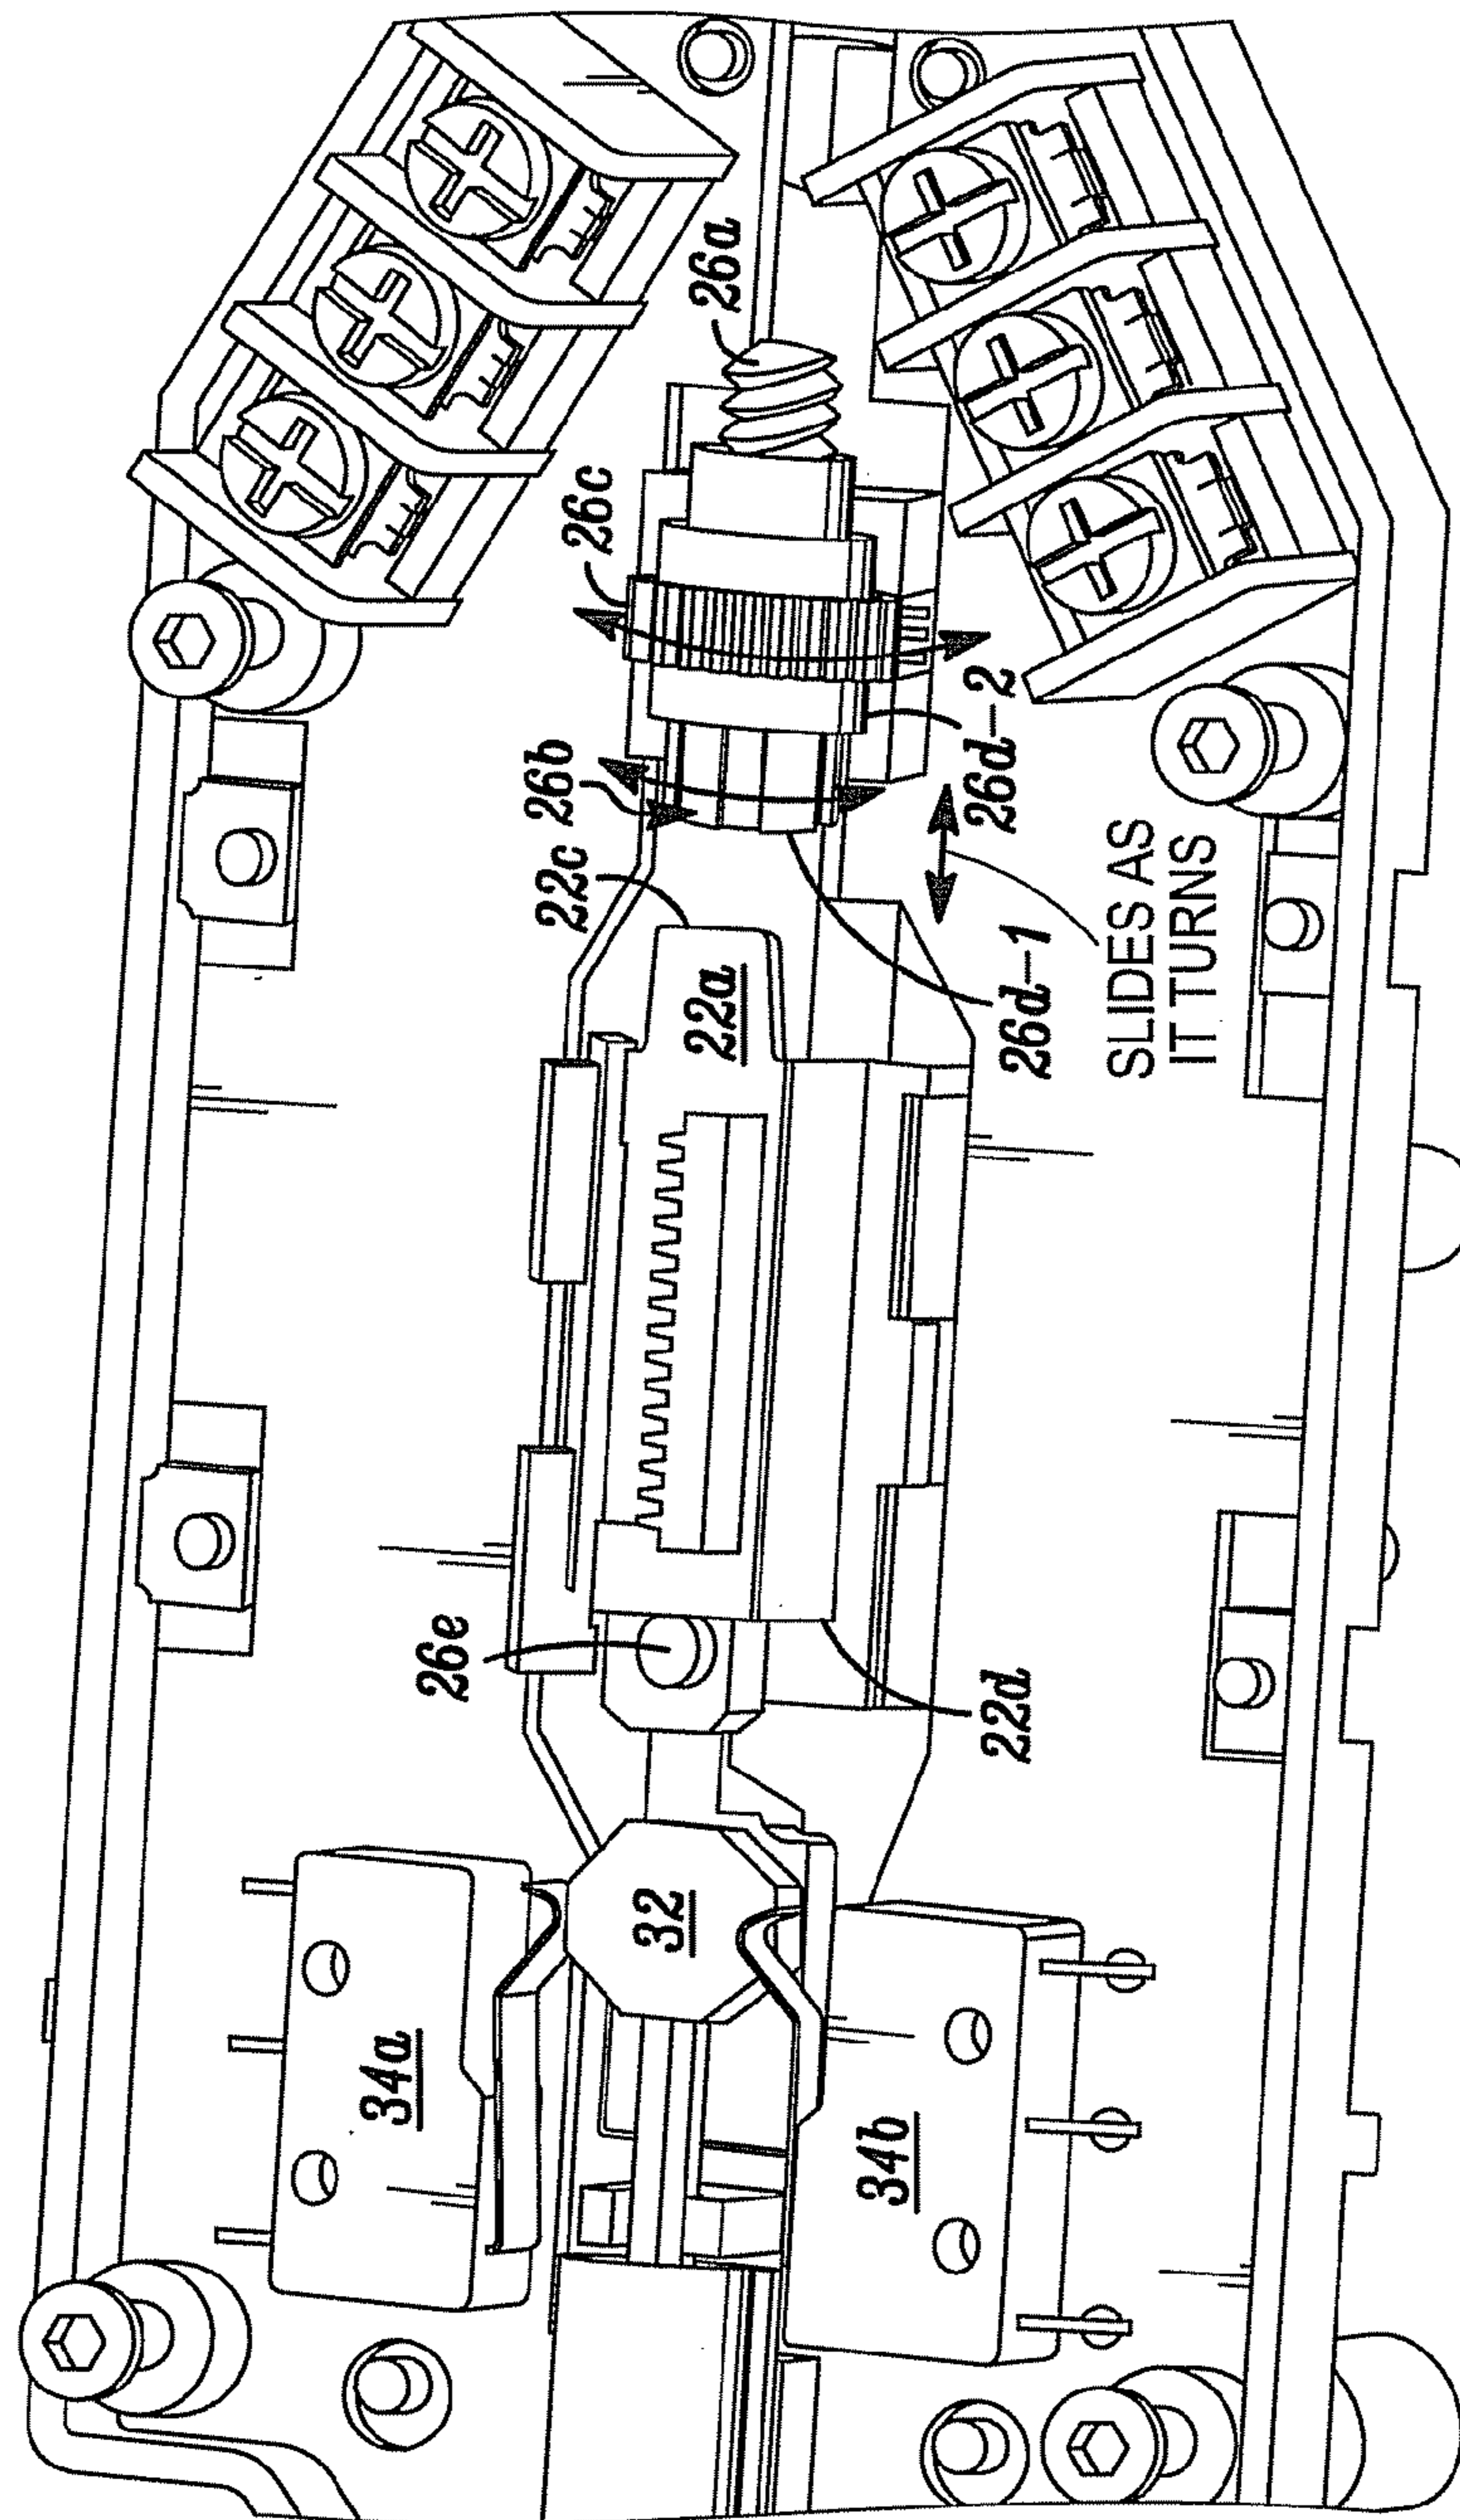 26a
26c
26b
22c
22a
26d-2
26d-1
SLIDES AS
IT TURNS
26e
22d
32
34a
34b